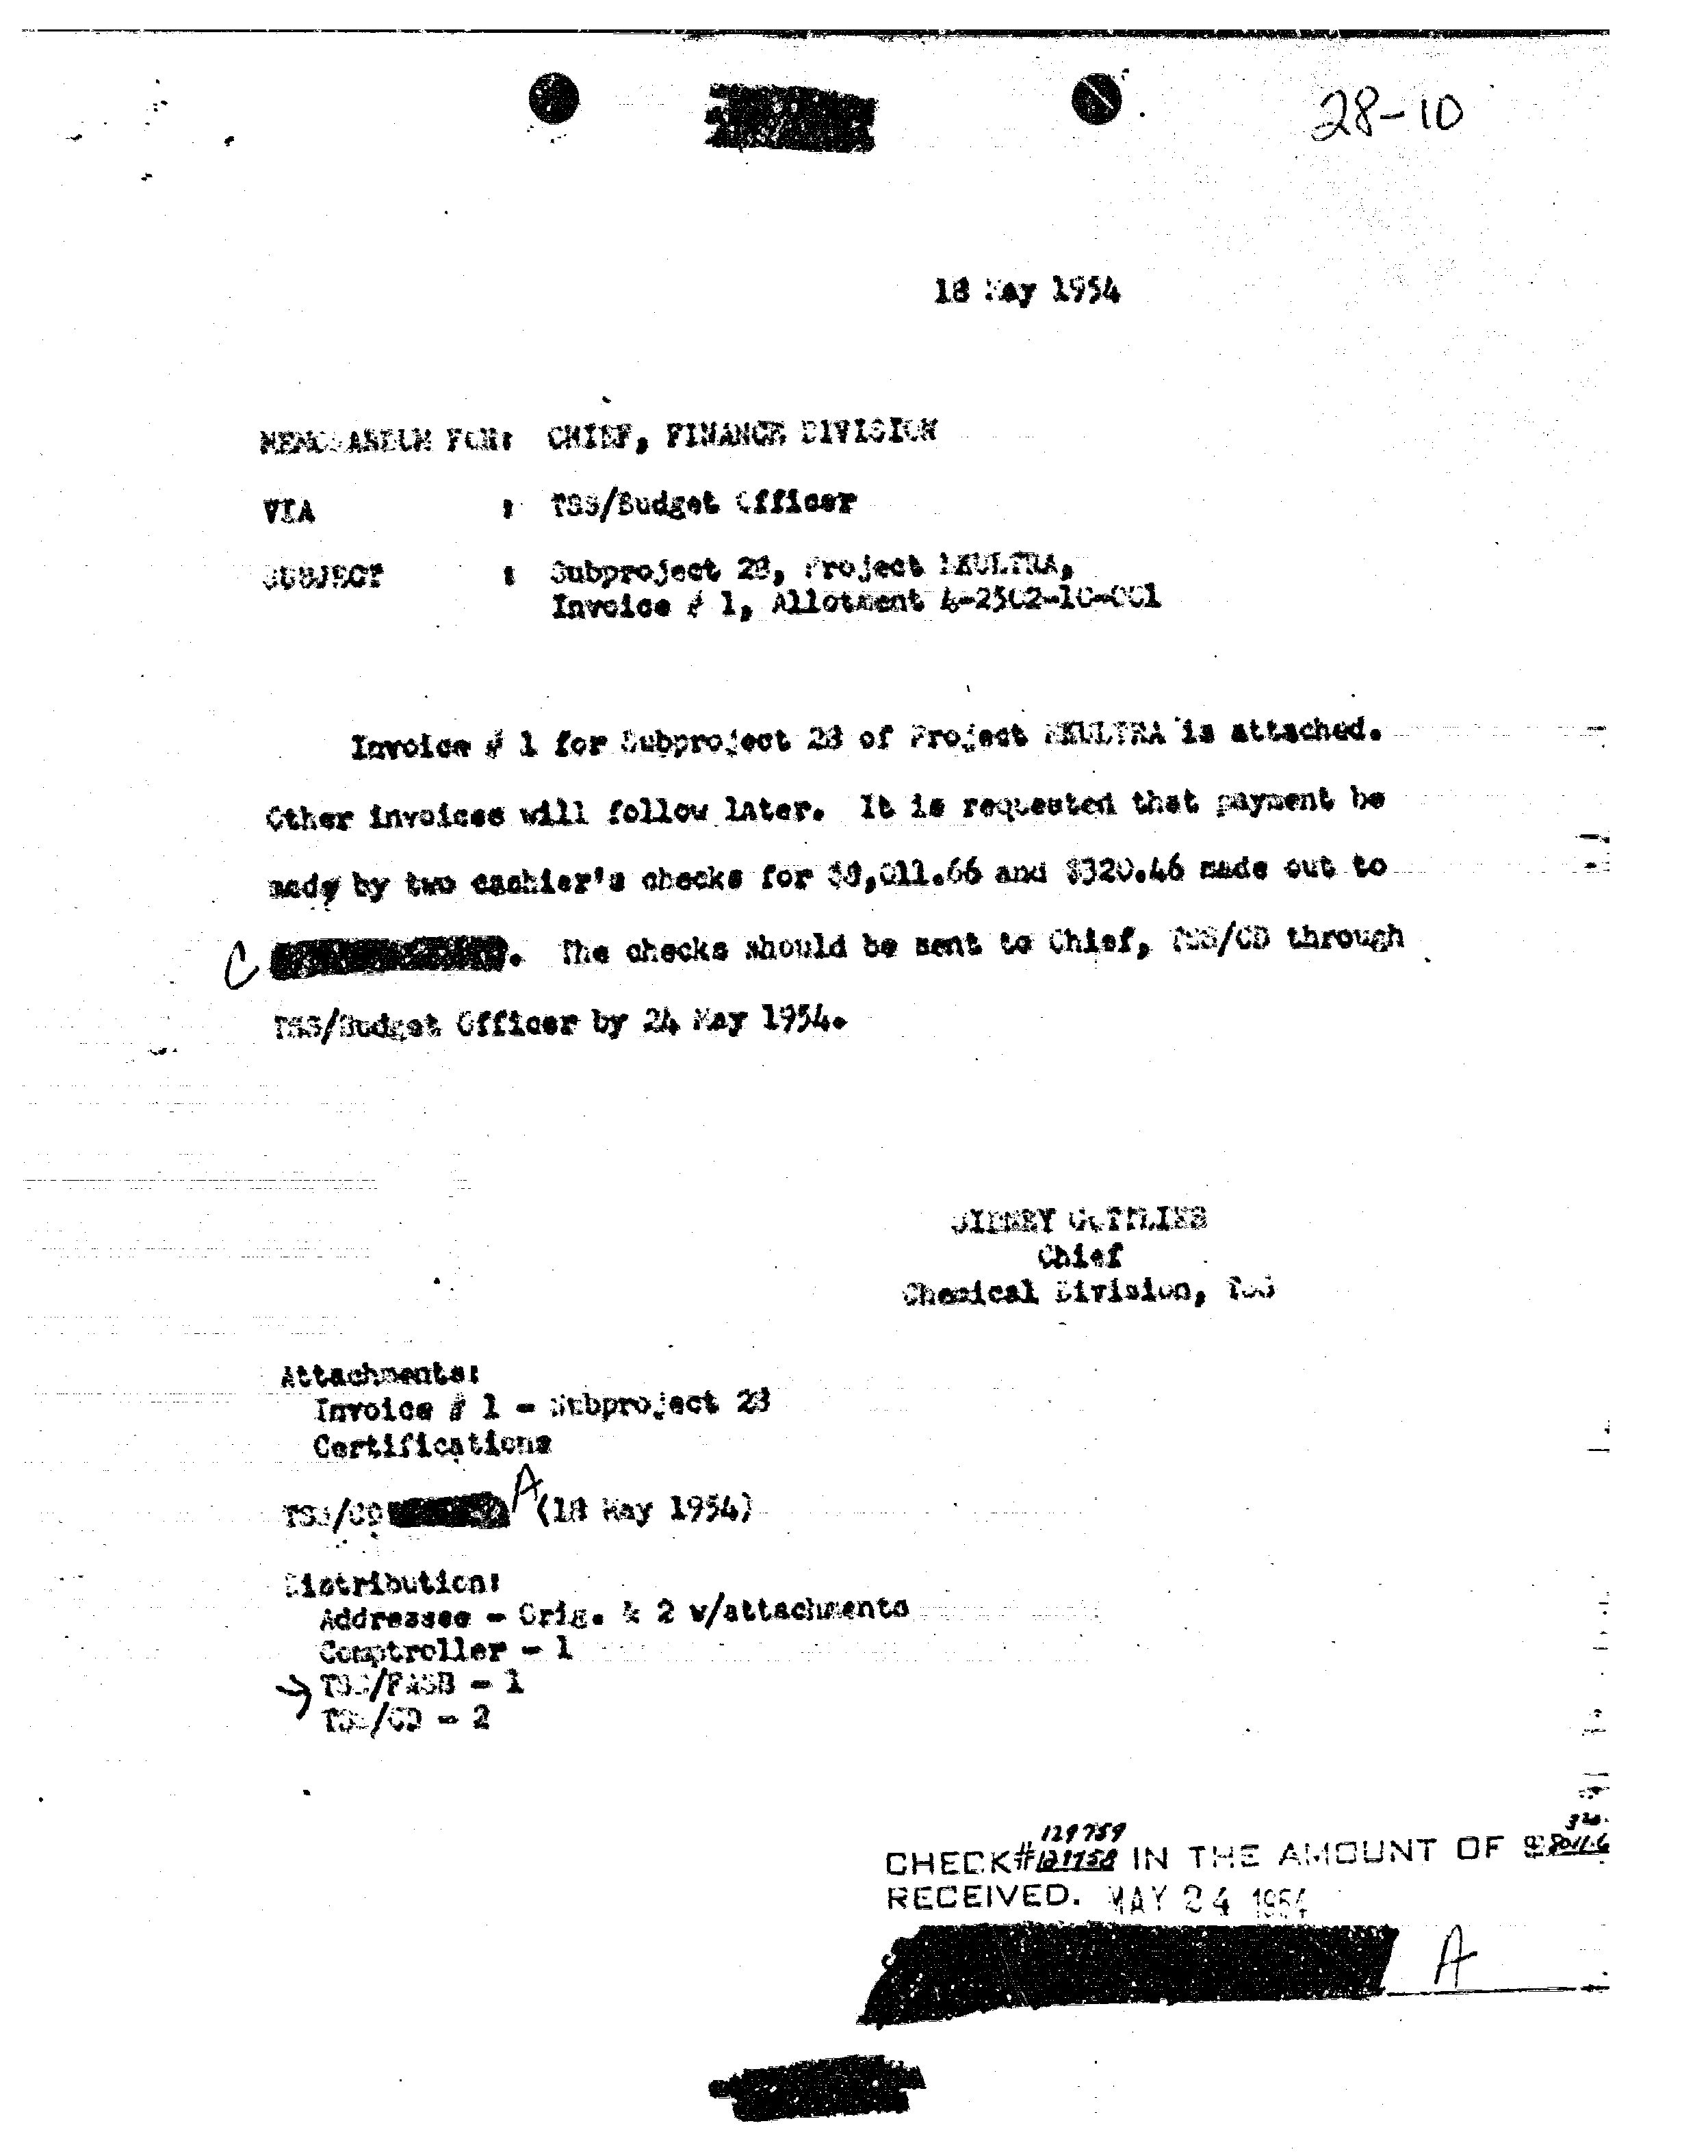 28-10
18 May 1954
MEMORANDUM FOR: CHIEF, FINANCE DIVISION
VIA : TSS/Budget Officer
SUBJECT : Subproject 28, Project MKULTRA,
Invoice # 1, Allotment 4-2502-10-001
Invoice # 1 for Subproject 28 of Project MKULTRA is attached.
Other invoices will follow lAter. It is requested that payment be
made by two cashier's checks for $8,011.66 and $320.46 made out to
C . The checks should be sent to Chief, TSS/CD through
TSS/Budget Officer by 24 May 1954.
SIDNEY GOTTLIEB
Chief
Chemical Division, TSS
Attachments:
Invoice # 1 - Subproject 28
Certifications
TSS/CD A (18 May 1954)
Distribution:
Addressee - Orig. & 2 w/attachments
Comptroller - 1
TSS/FASB - 1
TSS/CD - 2
129759
CHECK# 129758 IN THE AMOUNT OF $
RECEIVED. MAY 24 1954
A